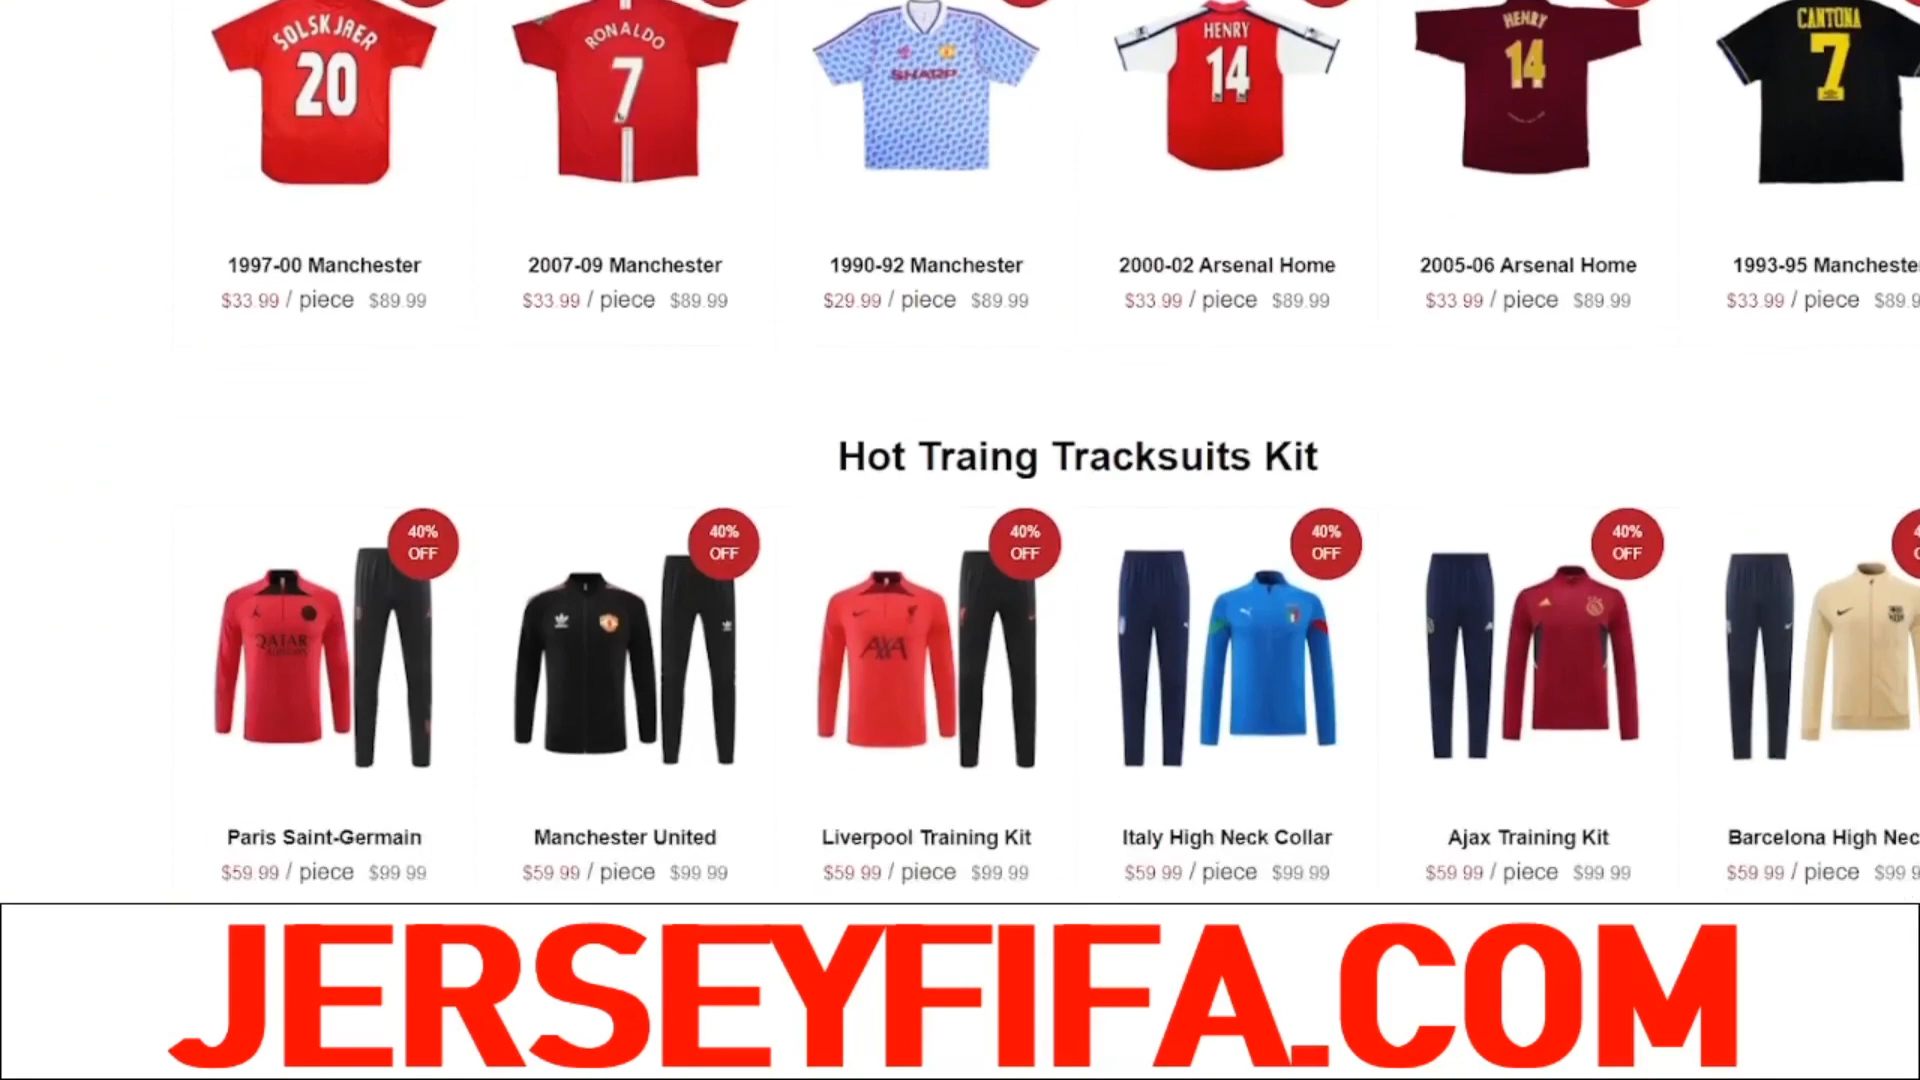 SOLSKJAER
20
RONALDO
7
SHARP
HENRY
14
HENRY
14
CANTONA
7
1997-00 Manchester
2007-09 Manchester
1990-92 Manchester
2000-02 Arsenal Home
2005-06 Arsenal Home
1993-95 Mancheste
$33.99 / piece $89.99
$33.99 / piece $89.99
$29.99 / piece $89.99
$33.99 / piece $89.99
$33.99 / piece $89.99
$33.99 / piece $89.9
Hot Traing Tracksuits Kit
40%
OFF
40%
OFF
40%
OFF
40%
OFF
40%
OFF
QATAR
AXA
Paris Saint-Germain
Manchester United
Liverpool Training Kit
Italy High Neck Collar
Ajax Training Kit
Barcelona High Nec
$59.99 / piece $99.99
$59.99 / piece $99.99
$59.99 / piece $99.99
$59.99 / piece $99.99
$59.99 / piece $99.99
$59.99 / piece $99.9
JERSEYFIFA.COM